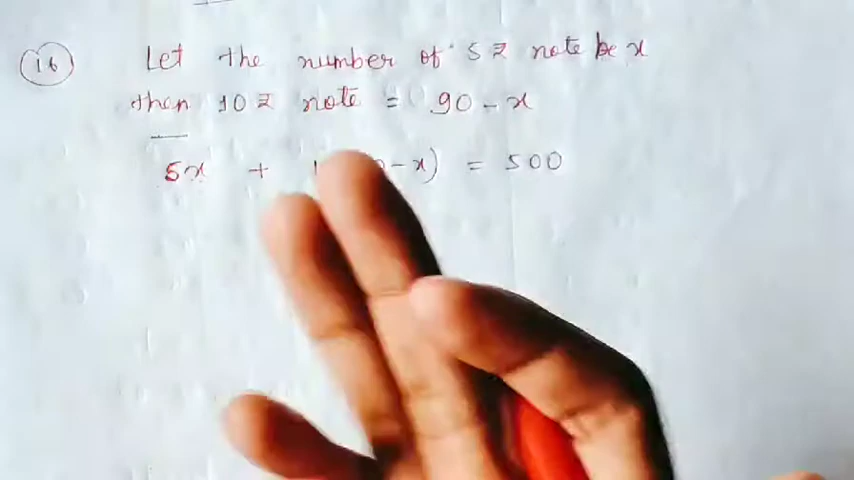 16 Let the number of 5 ₹ note be x
then 10 ₹ note = 90 - x
5x + - x) = 500